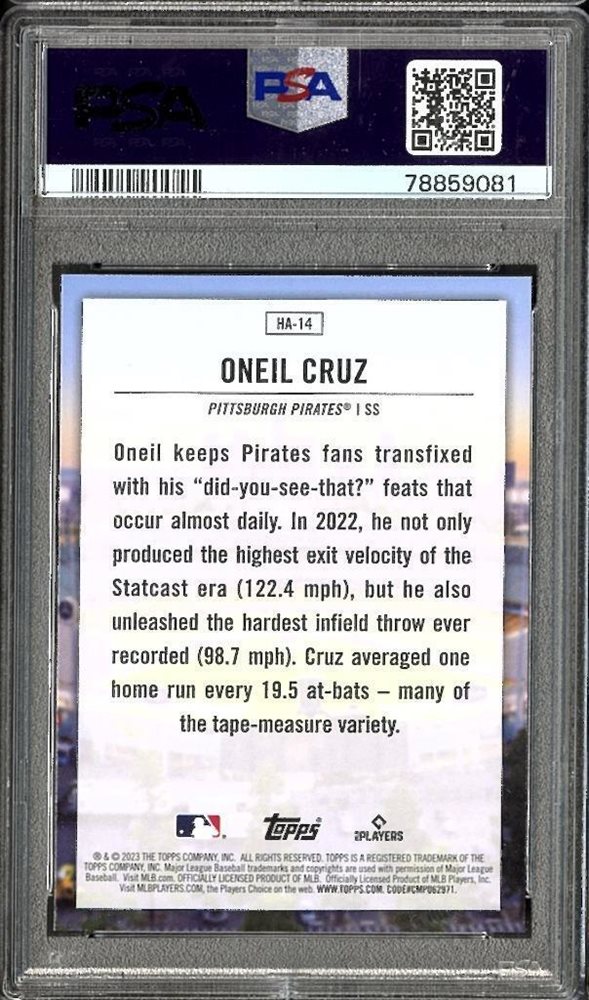 PSA
PSA
78859081
HA-14
ONEIL CRUZ
PITTSBURGH PIRATES® | SS
Oneil keeps Pirates fans transfixed
with his “did-you-see-that?” feats that
occur almost daily. In 2022, he not only
produced the highest exit velocity of the
Statcast era (122.4 mph), but he also
unleashed the hardest infield throw ever
recorded (98.7 mph). Cruz averaged one
home run every 19.5 at-bats – many of
the tape-measure variety.
Topps
PLAYERS
® & © 2023 THE TOPPS COMPANY, INC. ALL RIGHTS RESERVED. TOPPS IS A REGISTERED TRADEMARK OF THE
TOPPS COMPANY, INC. Major League Baseball trademarks and copyrights are used with permission of Major League
Baseball. Visit MLB.com. OFFICIALLY LICENSED PRODUCT OF MLB. Officially Licensed Product of MLB Players, Inc.
Visit MLBPLAYERS.COM, the Players Choice on the web. WWW.TOPPS.COM. CODE#CMP062971.